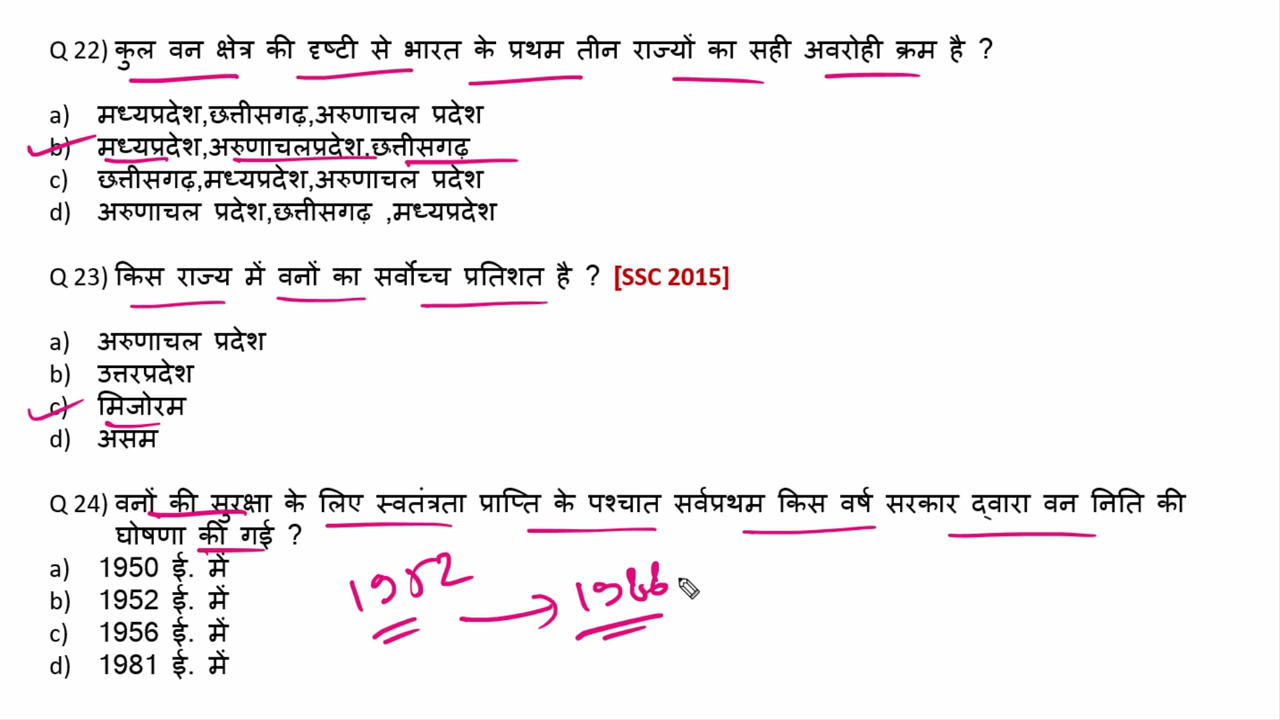 Q 22) कुल वन क्षेत्र की दृष्टी से भारत के प्रथम तीन राज्यों का सही अवरोही क्रम है ?
a) मध्यप्रदेश,छत्तीसगढ़,अरुणाचल प्रदेश
b) मध्यप्रदेश,अरुणाचलप्रदेश,छत्तीसगढ़
c) छत्तीसगढ़,मध्यप्रदेश,अरुणाचल प्रदेश
d) अरुणाचल प्रदेश,छत्तीसगढ़ ,मध्यप्रदेश
Q 23) किस राज्य में वनों का सर्वोच्च प्रतिशत है ? [SSC 2015]
a) अरुणाचल प्रदेश
b) उत्तरप्रदेश
c) मिजोरम
d) असम
Q 24) वनों की सुरक्षा के लिए स्वतंत्रता प्राप्ति के पश्चात सर्वप्रथम किस वर्ष सरकार द्वारा वन निति की
घोषणा की गई ?
a) 1950 ई. में
b) 1952 ई. में
c) 1956 ई. में
d) 1981 ई. में
1952